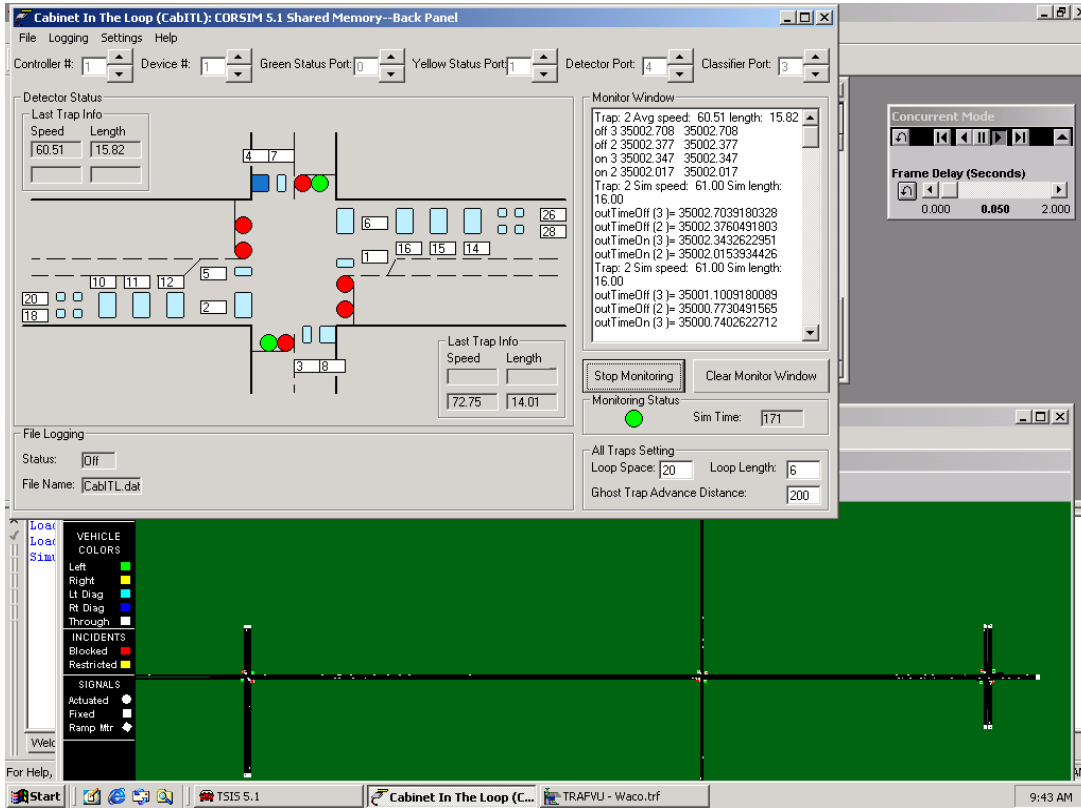 Cabinet In The Loop (CabITL): CORSIM 5.1 Shared Memory--Back Panel
File Logging Settings Help
Controller #: 1 Device #: 1 Green Status Port: 0 Yellow Status Port: 1 Detector Port: 4 Classifier Port: 3
Detector Status
Last Trap Info
Speed Length
60.51 15.82
4 7
6
26
28
1
16 15 14
5
10 11 12
20
18
2
3 8
Last Trap Info
Speed Length
72.75 14.01
File Logging
Status: Off
File Name: CabITL.dat
Monitor Window
Trap: 2 Avg speed: 60.51 length: 15.82
off 3 35002.708 35002.708
off 2 35002.377 35002.377
on 3 35002.347 35002.347
on 2 35002.017 35002.017
Trap: 2 Sim speed: 61.00 Sim length:
16.00
outTimeOff (3 )= 35002.7039180328
outTimeOff (2 )= 35002.3760491803
outTimeOn (3 )= 35002.3432622951
outTimeOn (2 )= 35002.0153934426
Trap: 2 Sim speed: 61.00 Sim length:
16.00
outTimeOff (3 )= 35001.1009180089
outTimeOff (2 )= 35000.7730491565
outTimeOn (3 )= 35000.7402622712
Stop Monitoring Clear Monitor Window
Monitoring Status
Sim Time: 171
All Traps Setting
Loop Space: 20 Loop Length: 6
Ghost Trap Advance Distance: 200
Concurrent Mode
Frame Delay (Seconds)
0.000 0.050 2.000
Load
Load
Simu
VEHICLE
COLORS
Left
Right
Lt Diag
Rt Diag
Through
INCIDENTS
Blocked
Restricted
SIGNALS
Actuated
Fixed
Ramp Mtr
Welc
For Help,
Start TSIS 5.1 Cabinet In The Loop (C... TRAFVU - Waco.trf 9:43 AM